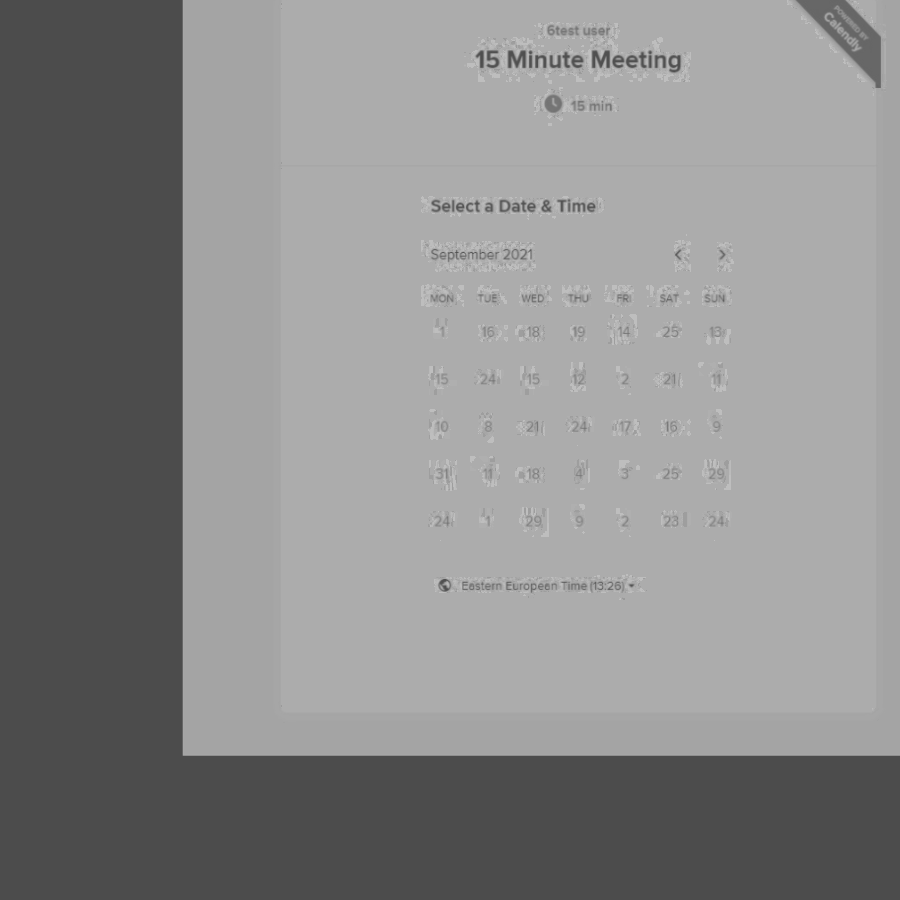 POWERED BY
Calendly
6test user
15 Minute Meeting
15 min
Select a Date & Time
September 2021
MON TUE WED THU FRI SAT SUN
1 16 18 19 14 25 13
15 24 15 12 2 21 11
10 8 21 24 17 16 9
31 11 18 4 3 25 29
24 1 29 9 2 23 24
Eastern European Time (13:26)